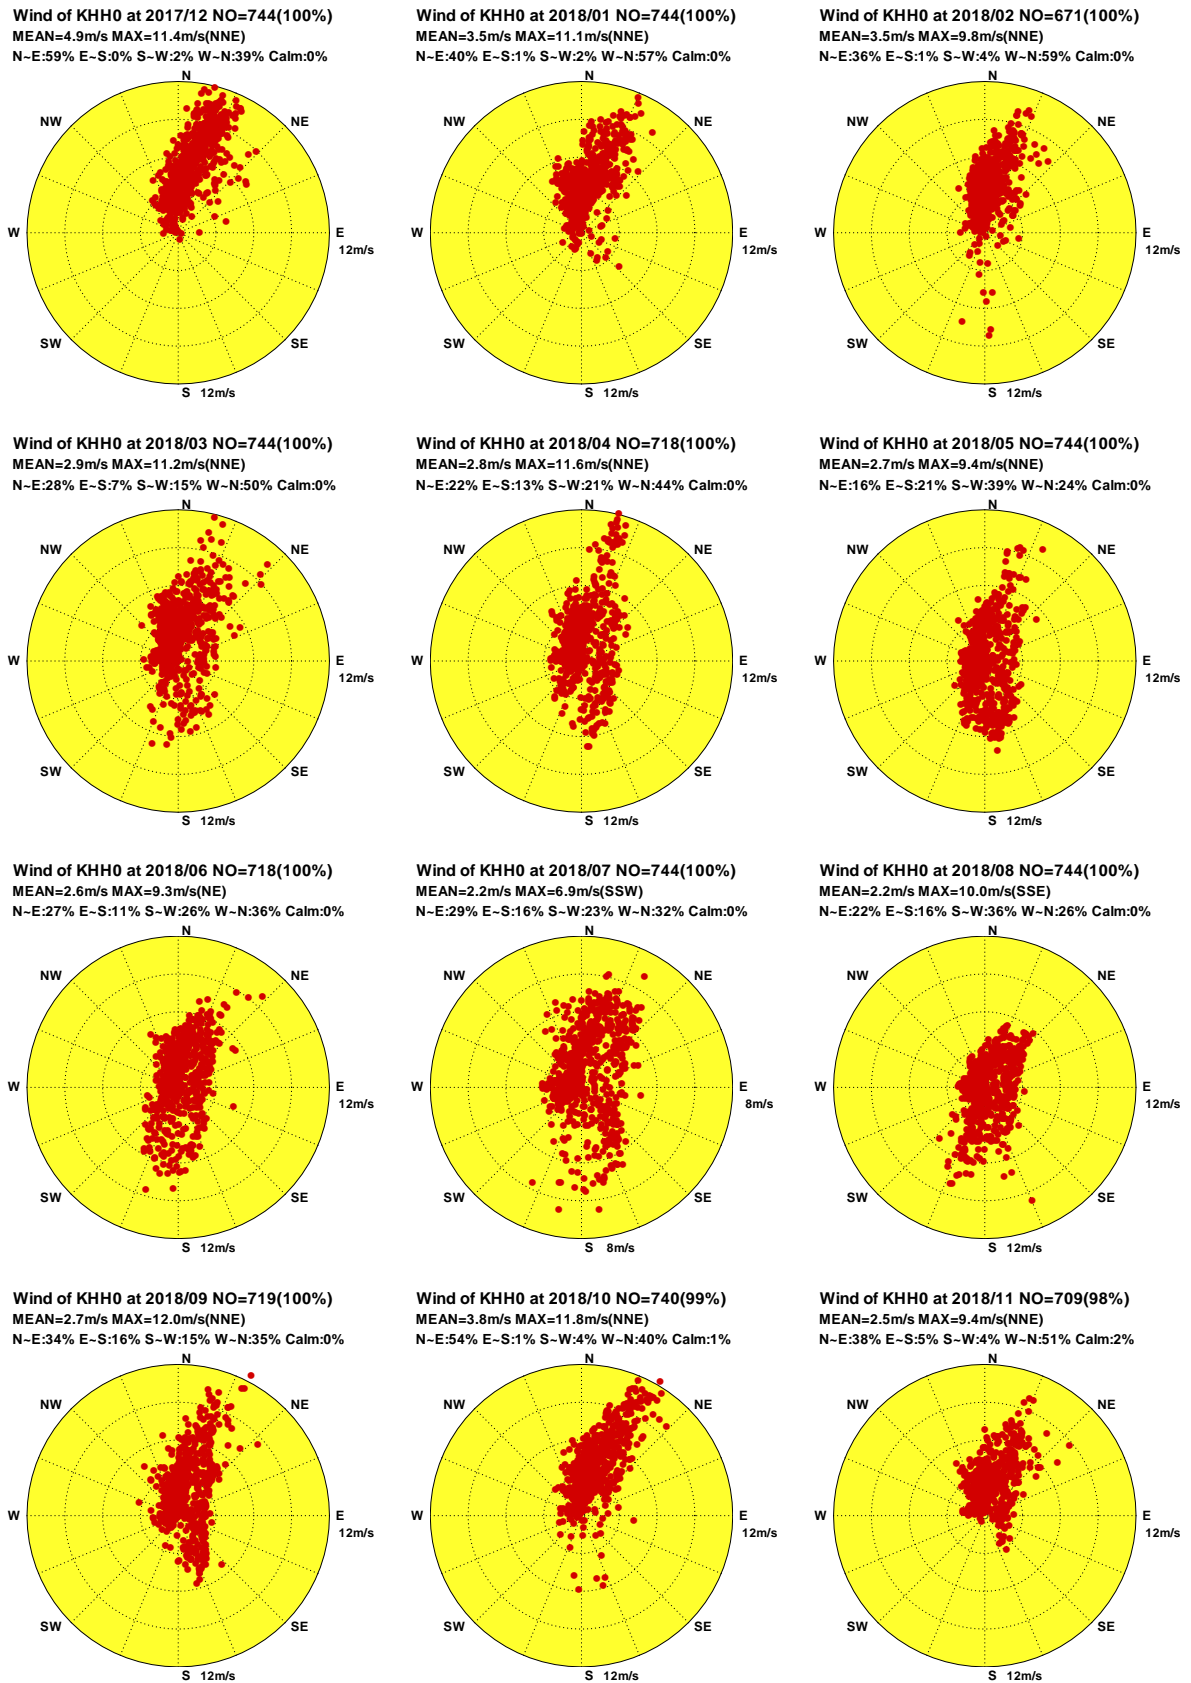 Wind of KHH0 at 2017/12 NO=744(100%)
MEAN=4.9m/s MAX=11.4m/s(NNE)
N~E:59% E~S:0% S~W:2% W~N:39% Calm:0%
N
NW
NE
W
E
12m/s
SW
SE
S 12m/s
Wind of KHH0 at 2018/01 NO=744(100%)
MEAN=3.5m/s MAX=11.1m/s(NNE)
N~E:40% E~S:1% S~W:2% W~N:57% Calm:0%
N
NW
NE
W
E
12m/s
SW
SE
S 12m/s
Wind of KHH0 at 2018/02 NO=671(100%)
MEAN=3.5m/s MAX=9.8m/s(NNE)
N~E:36% E~S:1% S~W:4% W~N:59% Calm:0%
N
NW
NE
W
E
12m/s
SW
SE
S 12m/s
Wind of KHH0 at 2018/03 NO=744(100%)
MEAN=2.9m/s MAX=11.2m/s(NNE)
N~E:28% E~S:7% S~W:15% W~N:50% Calm:0%
N
NW
NE
W
E
12m/s
SW
SE
S 12m/s
Wind of KHH0 at 2018/04 NO=718(100%)
MEAN=2.8m/s MAX=11.6m/s(NNE)
N~E:22% E~S:13% S~W:21% W~N:44% Calm:0%
N
NW
NE
W
E
12m/s
SW
SE
S 12m/s
Wind of KHH0 at 2018/05 NO=744(100%)
MEAN=2.7m/s MAX=9.4m/s(NNE)
N~E:16% E~S:21% S~W:39% W~N:24% Calm:0%
N
NW
NE
W
E
12m/s
SW
SE
S 12m/s
Wind of KHH0 at 2018/06 NO=718(100%)
MEAN=2.6m/s MAX=9.3m/s(NE)
N~E:27% E~S:11% S~W:26% W~N:36% Calm:0%
N
NW
NE
W
E
12m/s
SW
SE
S 12m/s
Wind of KHH0 at 2018/07 NO=744(100%)
MEAN=2.2m/s MAX=6.9m/s(SSW)
N~E:29% E~S:16% S~W:23% W~N:32% Calm:0%
N
NW
NE
W
E
8m/s
SW
SE
S 8m/s
Wind of KHH0 at 2018/08 NO=744(100%)
MEAN=2.2m/s MAX=10.0m/s(SSE)
N~E:22% E~S:16% S~W:36% W~N:26% Calm:0%
N
NW
NE
W
E
12m/s
SW
SE
S 12m/s
Wind of KHH0 at 2018/09 NO=719(100%)
MEAN=2.7m/s MAX=12.0m/s(NNE)
N~E:34% E~S:16% S~W:15% W~N:35% Calm:0%
N
NW
NE
W
E
12m/s
SW
SE
S 12m/s
Wind of KHH0 at 2018/10 NO=740(99%)
MEAN=3.8m/s MAX=11.8m/s(NNE)
N~E:54% E~S:1% S~W:4% W~N:40% Calm:1%
N
NW
NE
W
E
12m/s
SW
SE
S 12m/s
Wind of KHH0 at 2018/11 NO=709(98%)
MEAN=2.5m/s MAX=9.4m/s(NNE)
N~E:38% E~S:5% S~W:4% W~N:51% Calm:2%
N
NW
NE
W
E
12m/s
SW
SE
S 12m/s